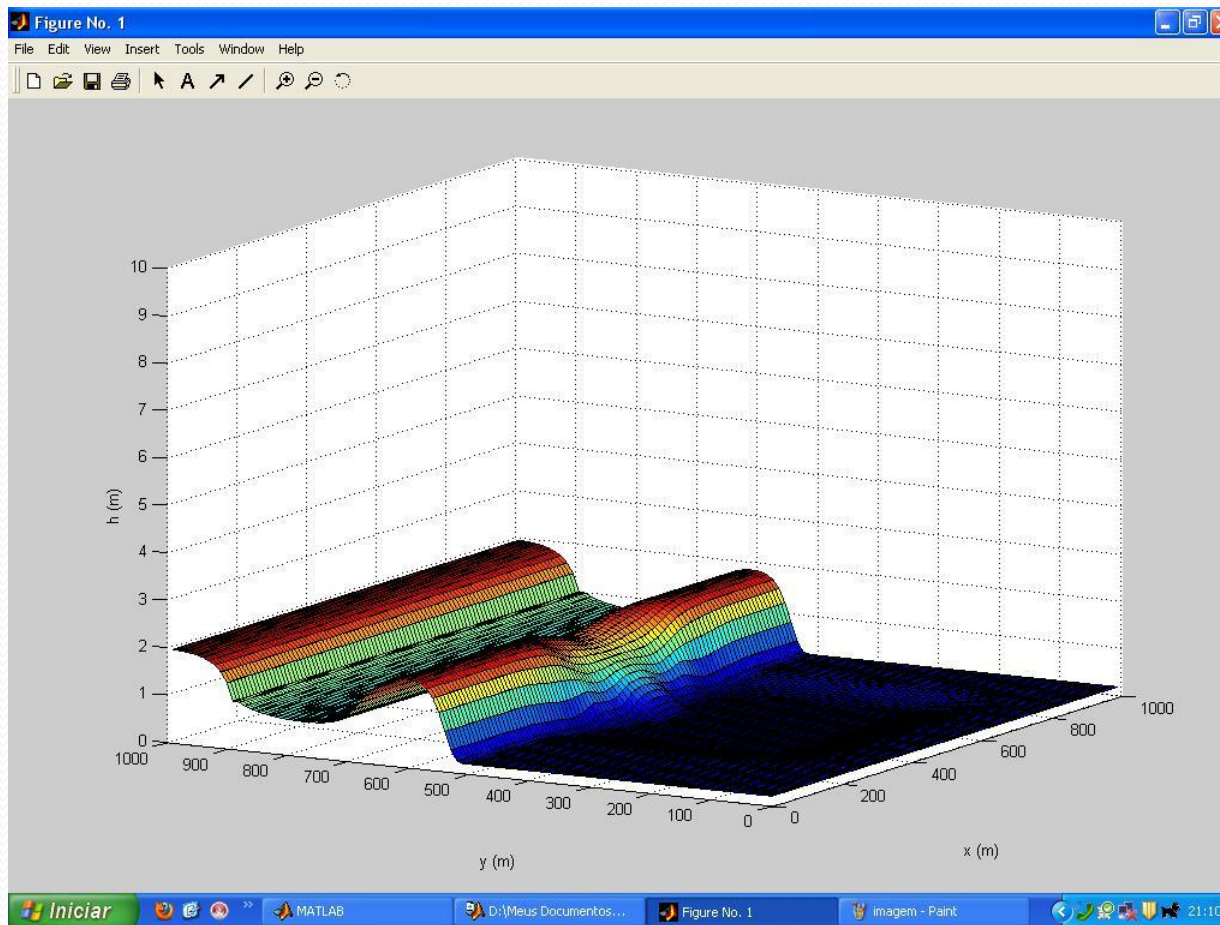 Figure No. 1
File Edit View Insert Tools Window Help
A
10
9
8
7
6
5
4
3
2
1
0
h (m)
1000
900
800
700
600
500
400
300
200
100
0
y (m)
0
200
400
600
800
1000
x (m)
Iniciar
MATLAB
D:\Meus Documentos...
Figure No. 1
imagem - Paint
21:10